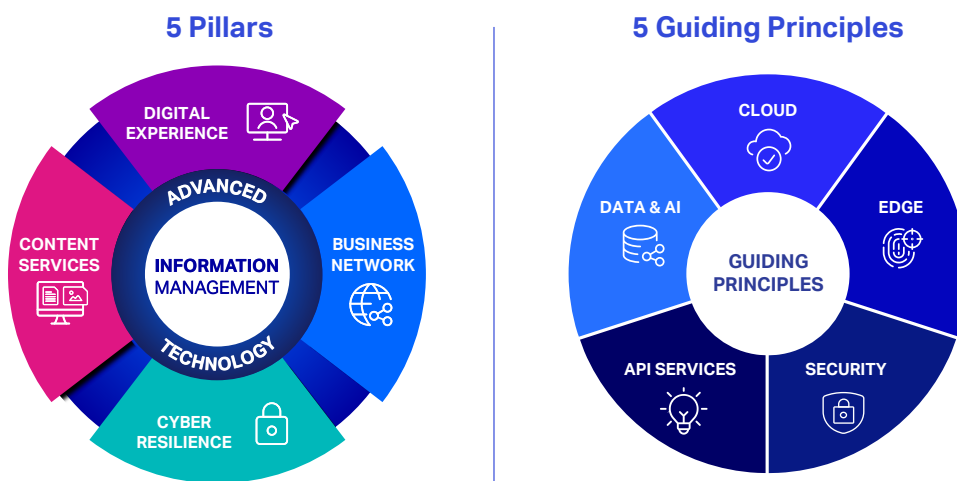 5 Pillars
DIGITAL
EXPERIENCE
ADVANCED
CONTENT
SERVICES
INFORMATION
MANAGEMENT
BUSINESS
NETWORK
TECHNOLOGY
CYBER
RESILIENCE
5 Guiding Principles
CLOUD
DATA & AI
EDGE
GUIDING
PRINCIPLES
API SERVICES
SECURITY